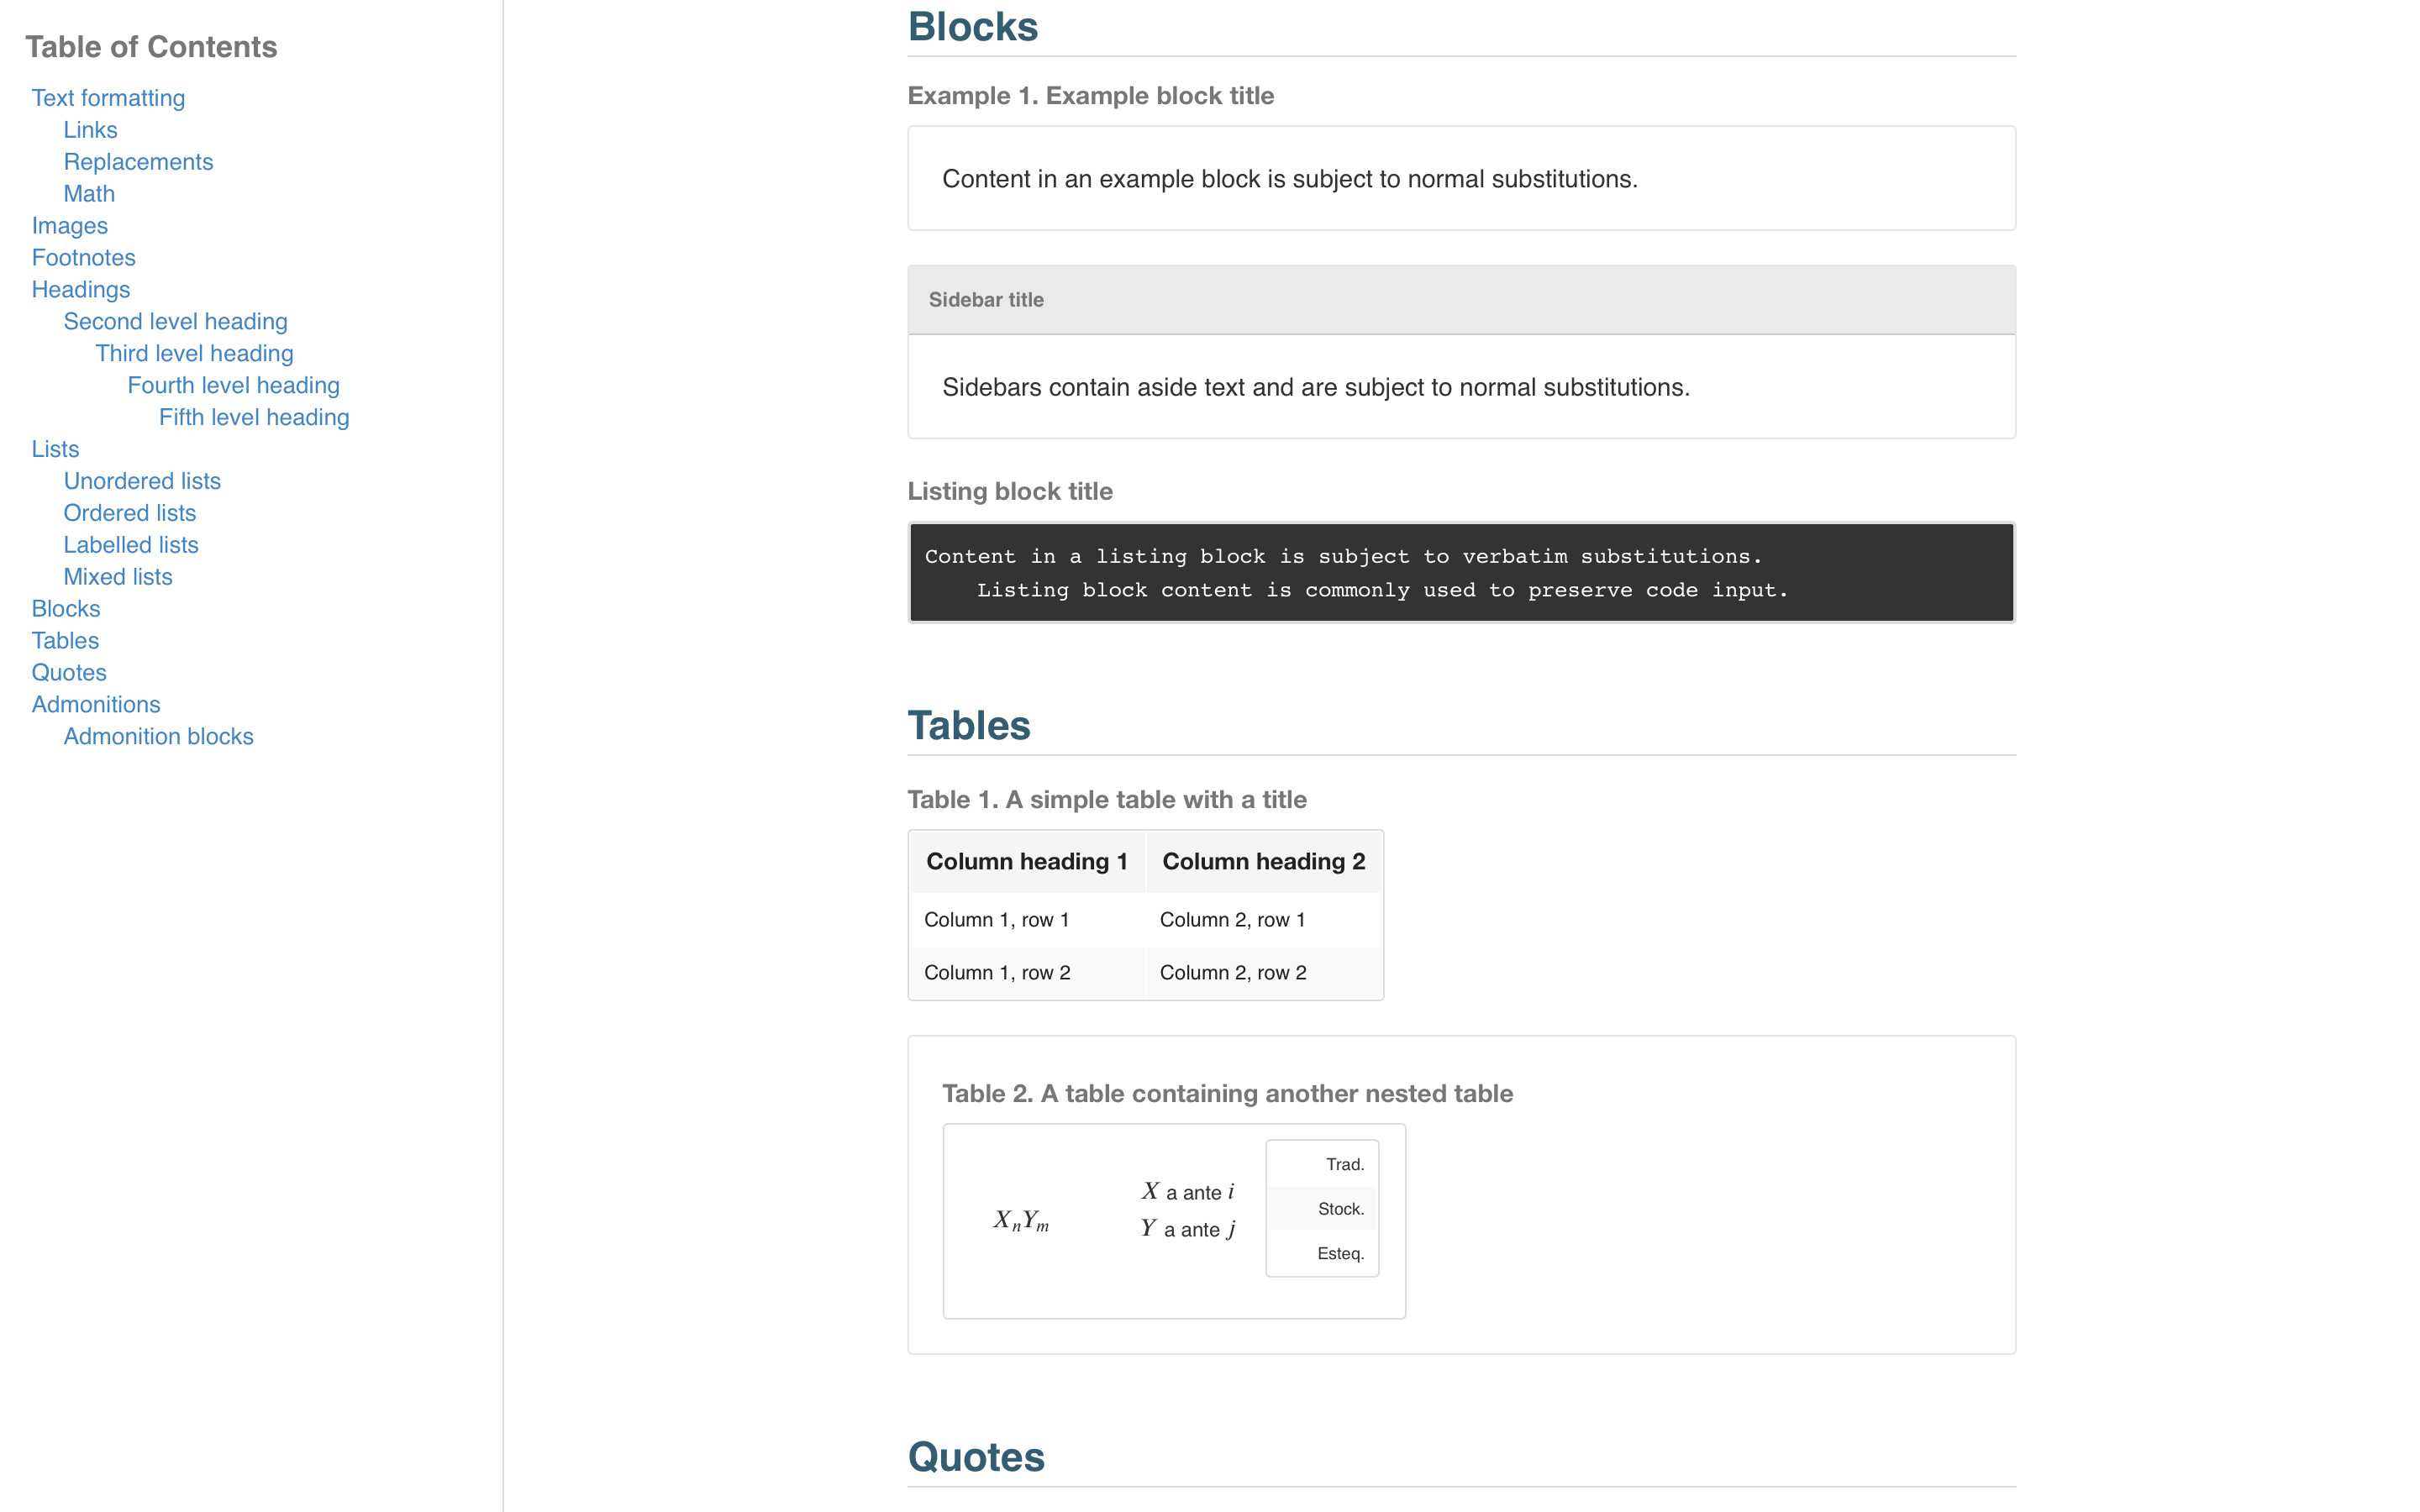 Table of Contents
Text formatting
Links
Replacements
Math
Images
Footnotes
Headings
Second level heading
Third level heading
Fourth level heading
Fifth level heading
Lists
Unordered lists
Ordered lists
Labelled lists
Mixed lists
Blocks
Tables
Quotes
Admonitions
Admonition blocks
Blocks
Example 1. Example block title
Content in an example block is subject to normal substitutions.
Sidebar title
Sidebars contain aside text and are subject to normal substitutions.
Listing block title
Content in a listing block is subject to verbatim substitutions.
    Listing block content is commonly used to preserve code input.
Tables
Table 1. A simple table with a title
Column heading 1 Column heading 2
Column 1, row 1 Column 2, row 1
Column 1, row 2 Column 2, row 2
Table 2. A table containing another nested table
XₙYₘ
X a ante i
Y a ante j
Trad.
Stock.
Esteq.
Quotes